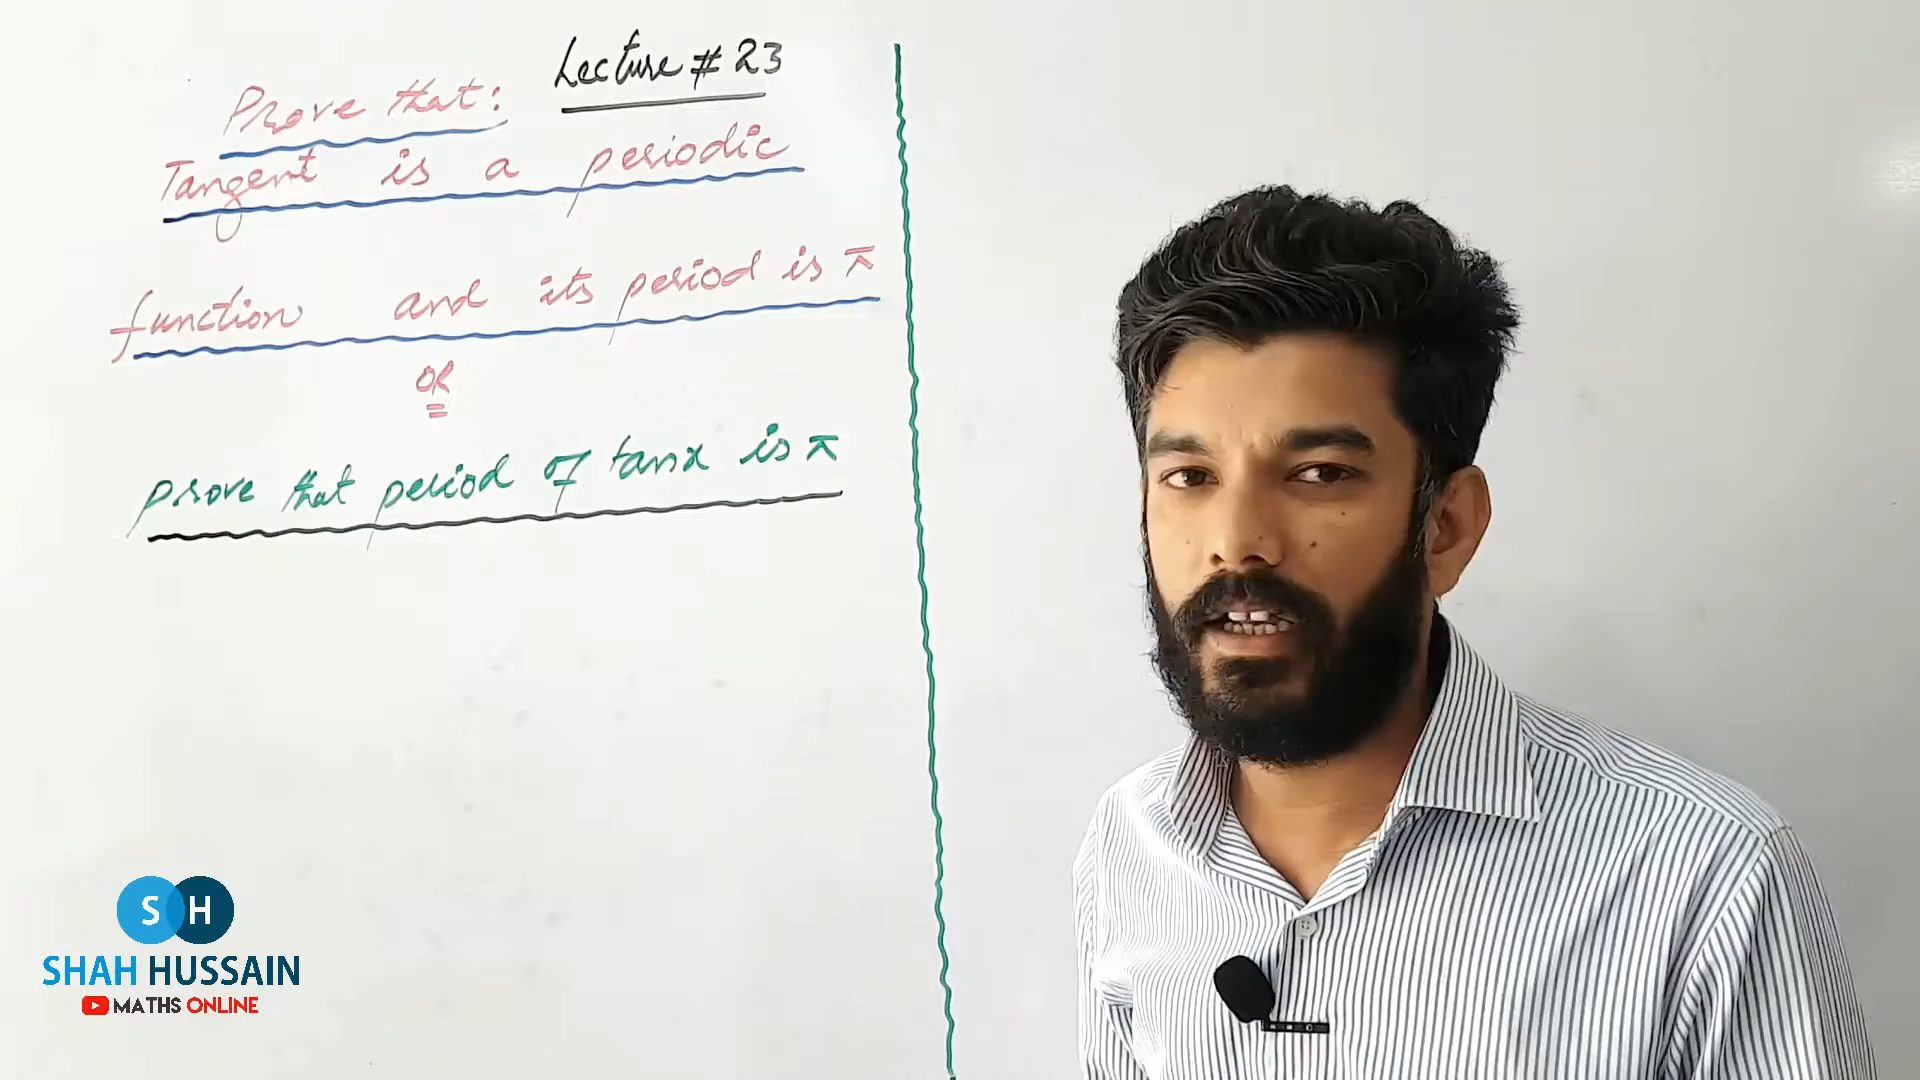 Lecture # 23
Prove that:
Tangent is a periodic
function and its period is π
OR
prove that period of tanx is π
S H
SHAH HUSSAIN
MATHS ONLINE